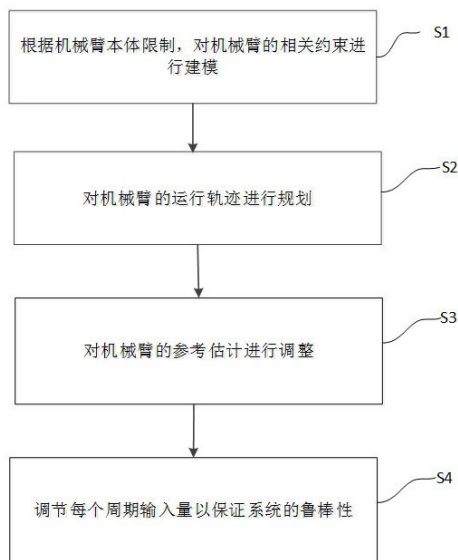 根据机械臂本体限制，对机械臂的相关约束进
行建模
S1
对机械臂的运行轨迹进行规划
S2
对机械臂的参考估计进行调整
S3
调节每个周期输入量以保证系统的鲁棒性
S4